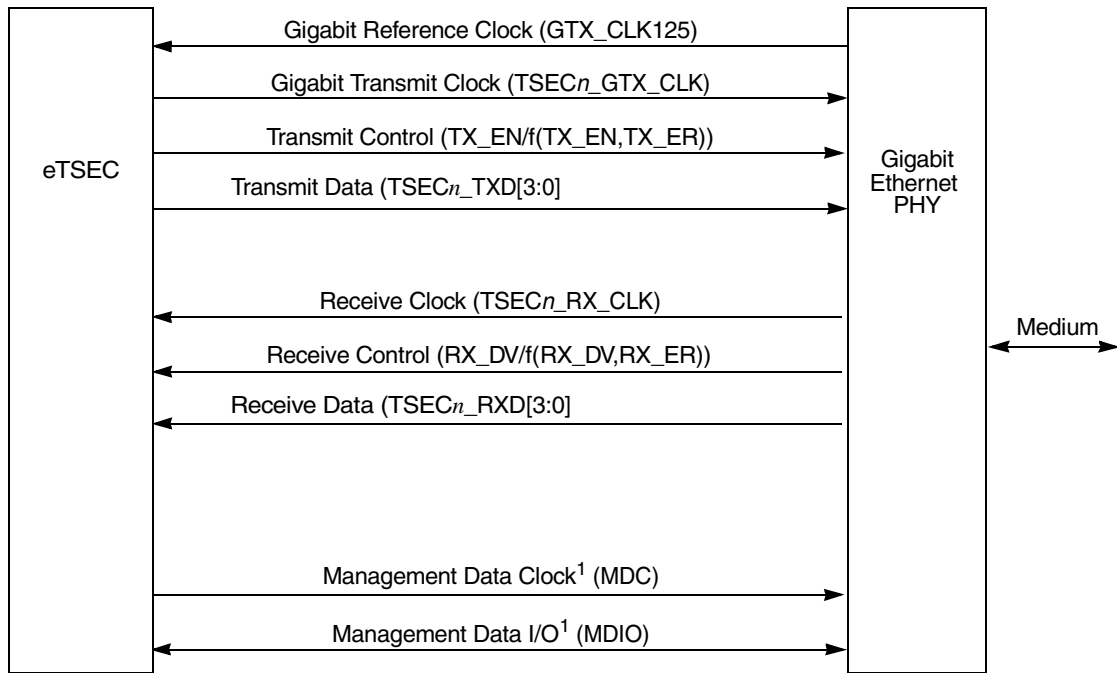 Gigabit Reference Clock (GTX_CLK125)
Gigabit Transmit Clock (TSECn_GTX_CLK)
Transmit Control (TX_EN/f(TX_EN,TX_ER))
eTSEC
Gigabit
Ethernet
PHY
Transmit Data (TSECn_TXD[3:0]
Receive Clock (TSECn_RX_CLK)
Medium
Receive Control (RX_DV/f(RX_DV,RX_ER))
Receive Data (TSECn_RXD[3:0]
Management Data Clock¹ (MDC)
Management Data I/O¹ (MDIO)